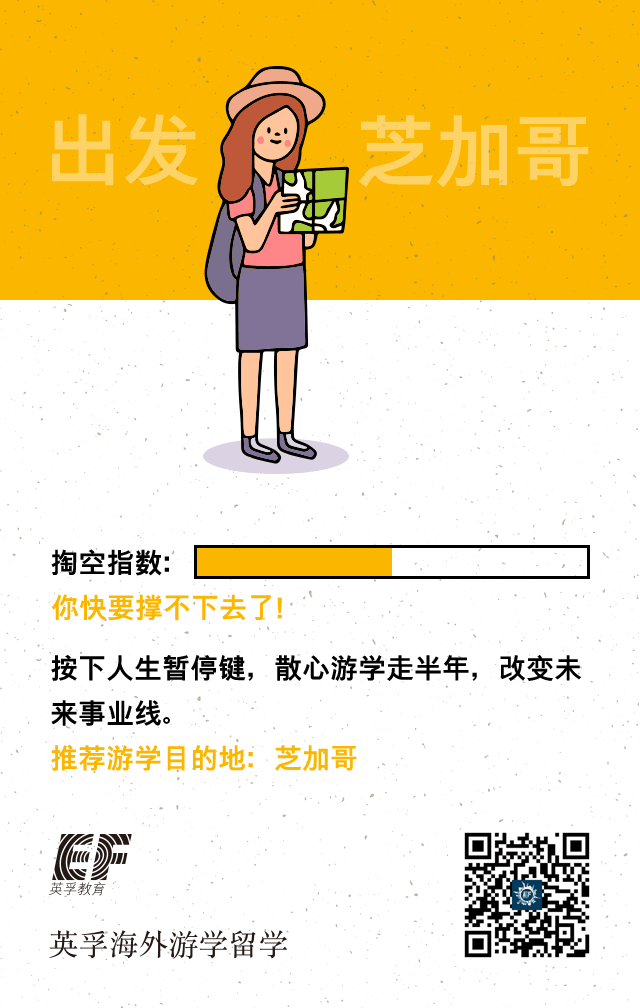 出发 芝加哥
掏空指数:
你快要撑不下去了!
按下人生暂停键，散心游学走半年，改变未
来事业线。
推荐游学目的地: 芝加哥
EF
英孚教育
英孚海外游学留学